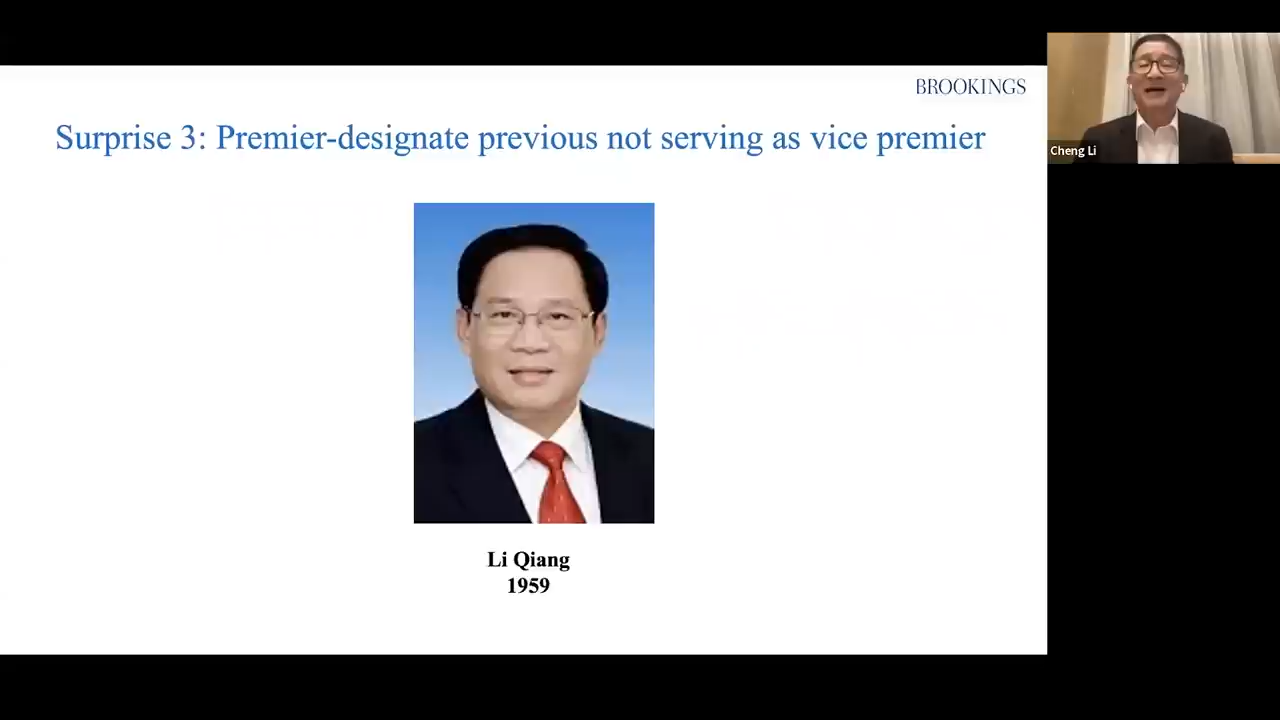 BROOKINGS
Surprise 3: Premier-designate previous not serving as vice premier
Cheng Li
Li Qiang
1959